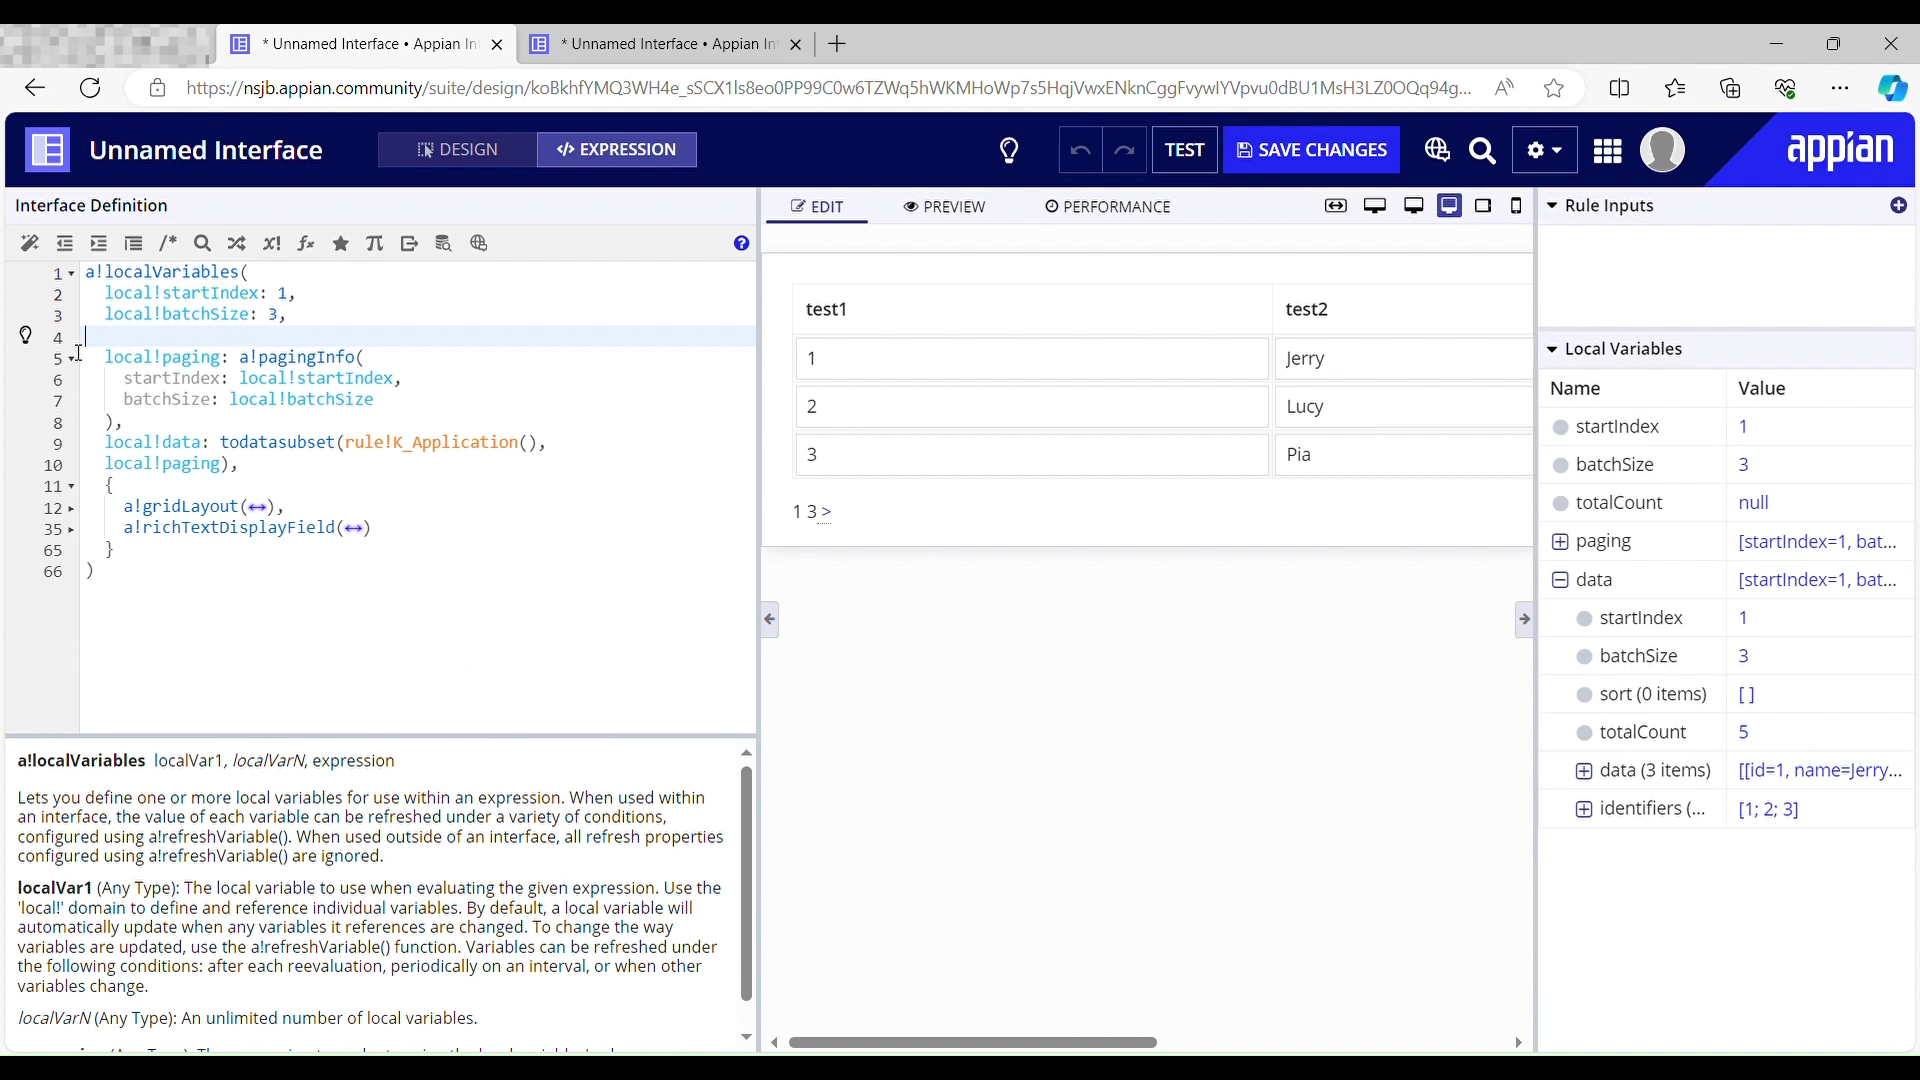 * Unnamed Interface • Appian In
* Unnamed Interface • Appian In
https://nsjb.appian.community/suite/design/koBkhfYMQ3WH4e_sSCX1ls8eo0PP99C0w6TZWq5hWKMHoWp7s5HqjVwxENknCggFvywIYVpvu0dBU1MsH3LZ0OQq94g...
Unnamed Interface
DESIGN
</> EXPRESSION
TEST
SAVE CHANGES
appian
Interface Definition
1 a!localVariables(
2 local!startIndex: 1,
3 local!batchSize: 3,
4
5 local!paging: a!pagingInfo(
6 startIndex: local!startIndex,
7 batchSize: local!batchSize
8 ),
9 local!data: todatasubset(rule!K_Application(),
10 local!paging),
11 {
12 a!gridLayout(↔),
35 a!richTextDisplayField(↔)
65 }
66 )
a!localVariables localVar1, localVarN, expression
Lets you define one or more local variables for use within an expression. When used within
an interface, the value of each variable can be refreshed under a variety of conditions,
configured using a!refreshVariable(). When used outside of an interface, all refresh properties
configured using a!refreshVariable() are ignored.
localVar1 (Any Type): The local variable to use when evaluating the given expression. Use the
'local!' domain to define and reference individual variables. By default, a local variable will
automatically update when any variables it references are changed. To change the way
variables are updated, use the a!refreshVariable() function. Variables can be refreshed under
the following conditions: after each reevaluation, periodically on an interval, or when other
variables change.
localVarN (Any Type): An unlimited number of local variables.
EDIT
PREVIEW
PERFORMANCE
test1 test2
1 Jerry
2 Lucy
3 Pia
1 3 >
Rule Inputs
Local Variables
Name Value
startIndex 1
batchSize 3
totalCount null
paging [startIndex=1, bat...
data [startIndex=1, bat...
startIndex 1
batchSize 3
sort (0 items) [ ]
totalCount 5
data (3 items) [[id=1, name=Jerry...
identifiers (... [1; 2; 3]